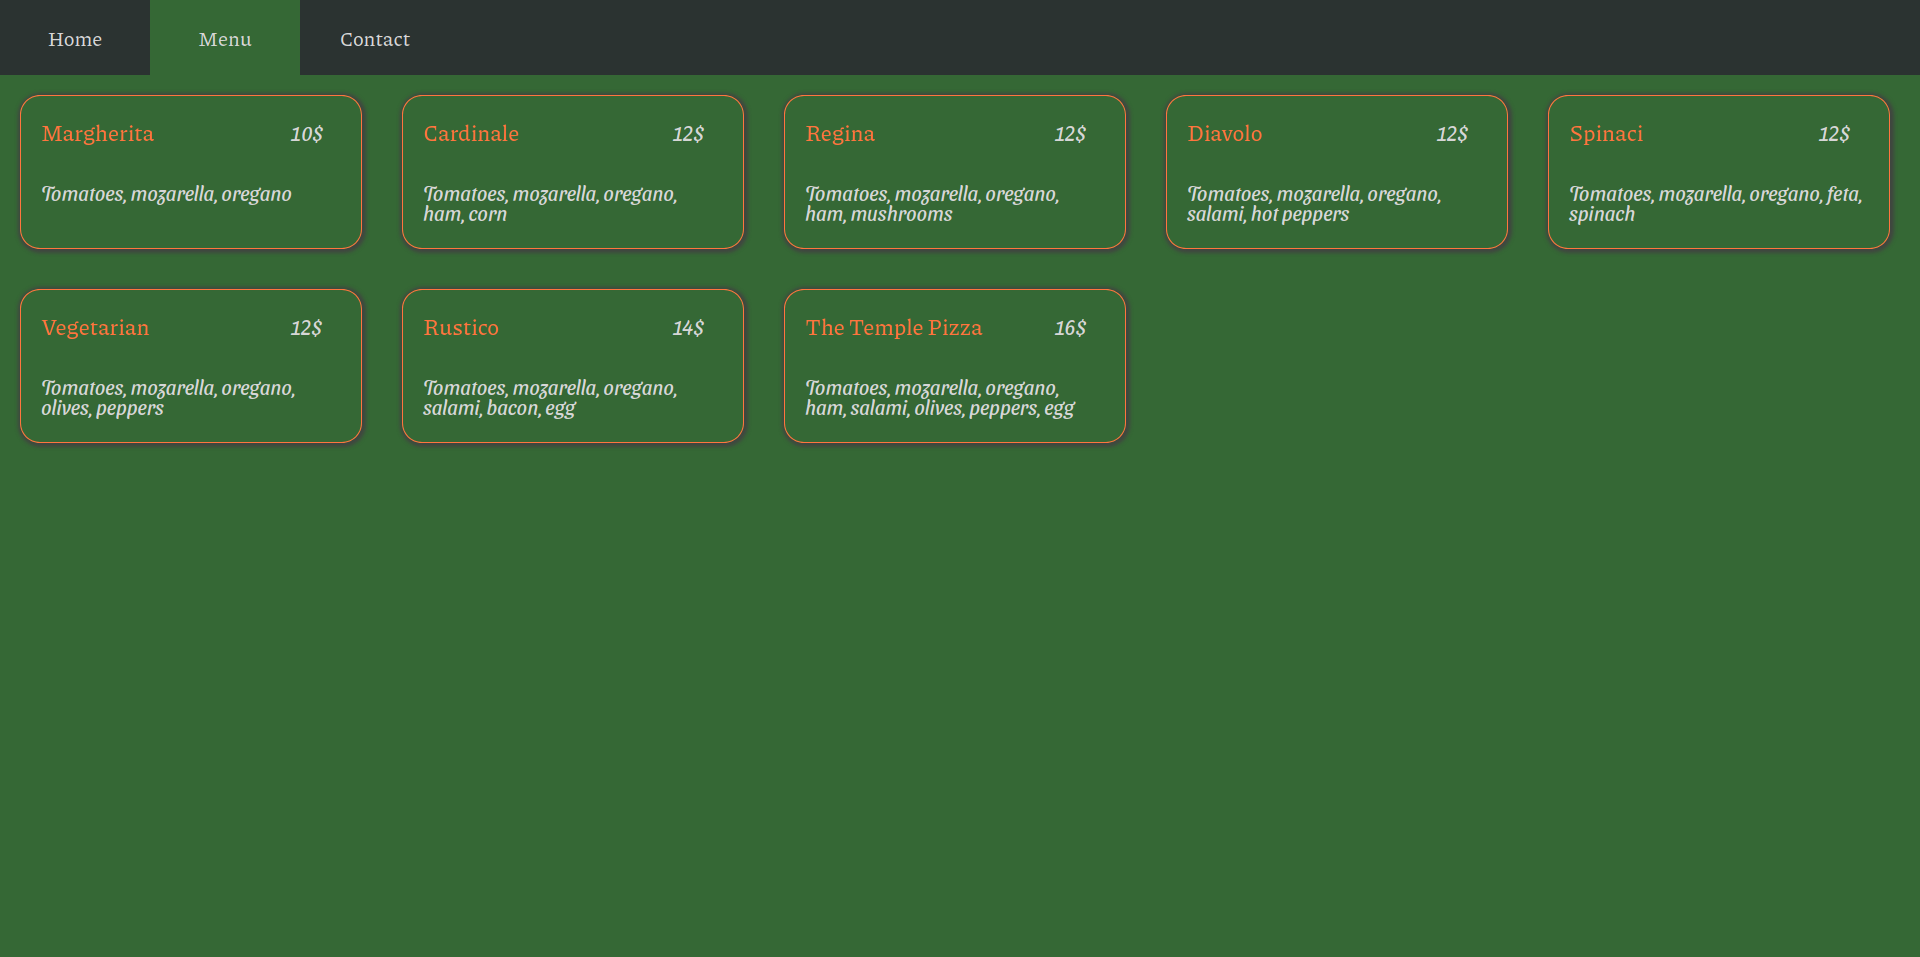 Home
Menu
Contact
Margherita 10$
Tomatoes, mozarella, oregano
Cardinale 12$
Tomatoes, mozarella, oregano,
ham, corn
Regina 12$
Tomatoes, mozarella, oregano,
ham, mushrooms
Diavolo 12$
Tomatoes, mozarella, oregano,
salami, hot peppers
Spinaci 12$
Tomatoes, mozarella, oregano, feta,
spinach
Vegetarian 12$
Tomatoes, mozarella, oregano,
olives, peppers
Rustico 14$
Tomatoes, mozarella, oregano,
salami, bacon, egg
The Temple Pizza 16$
Tomatoes, mozarella, oregano,
ham, salami, olives, peppers, egg